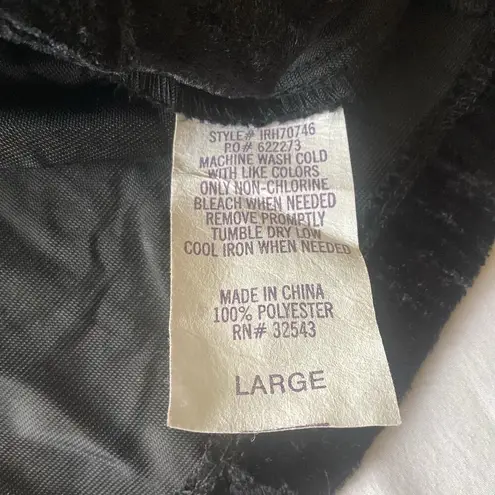 STYLE# IRH70746
P.O# 622273
MACHINE WASH COLD
WITH LIKE COLORS
ONLY NON-CHLORINE
BLEACH WHEN NEEDED
REMOVE PROMPTLY
TUMBLE DRY LOW
COOL IRON WHEN NEEDED
MADE IN CHINA
100% POLYESTER
RN# 32543
LARGE